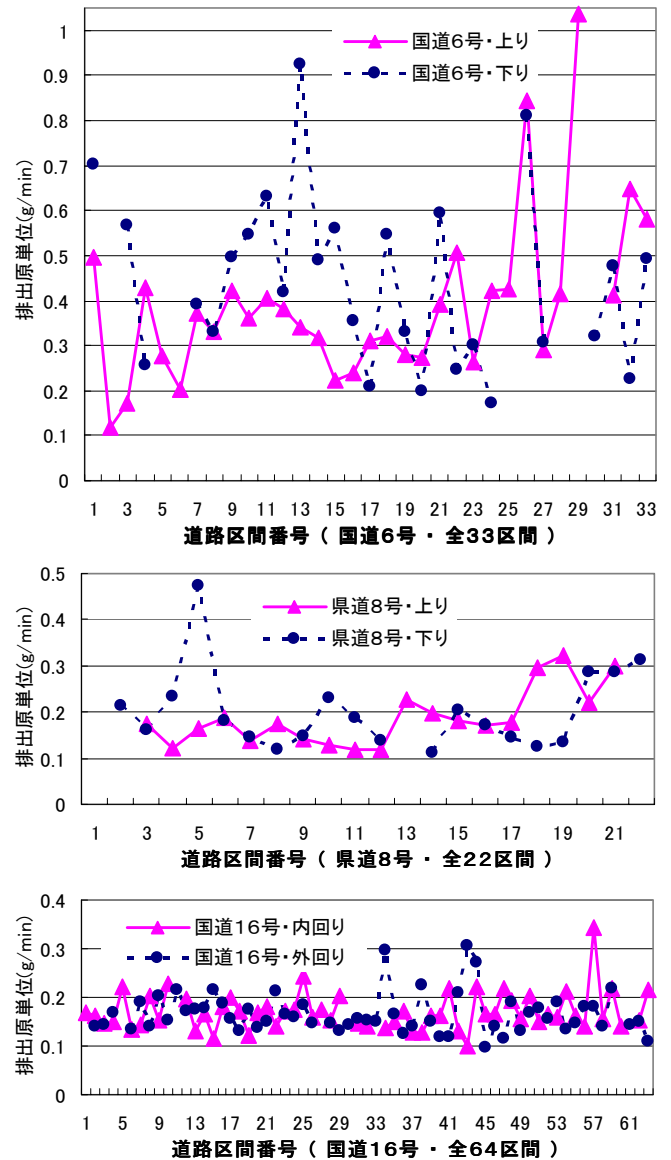 1
0.9
0.8
0.7
0.6
0.5
0.4
0.3
0.2
0.1
0
排出原単位(g/min)
国道6号・上り
国道6号・下り
1 3 5 7 9 11 13 15 17 19 21 23 25 27 29 31 33
道路区間番号（ 国道6号 ・ 全33区間 ）
0.5
0.4
0.3
0.2
0.1
0
排出原単位(g/min)
県道8号・上り
県道8号・下り
1 3 5 7 9 11 13 15 17 19 21
道路区間番号（ 県道8号 ・ 全22区間 ）
0.4
0.3
0.2
0.1
0
排出原単位(g/min)
国道16号・内回り
国道16号・外回り
1 5 9 13 17 21 25 29 33 37 41 45 49 53 57 61
道路区間番号（ 国道16号 ・ 全64区間 ）